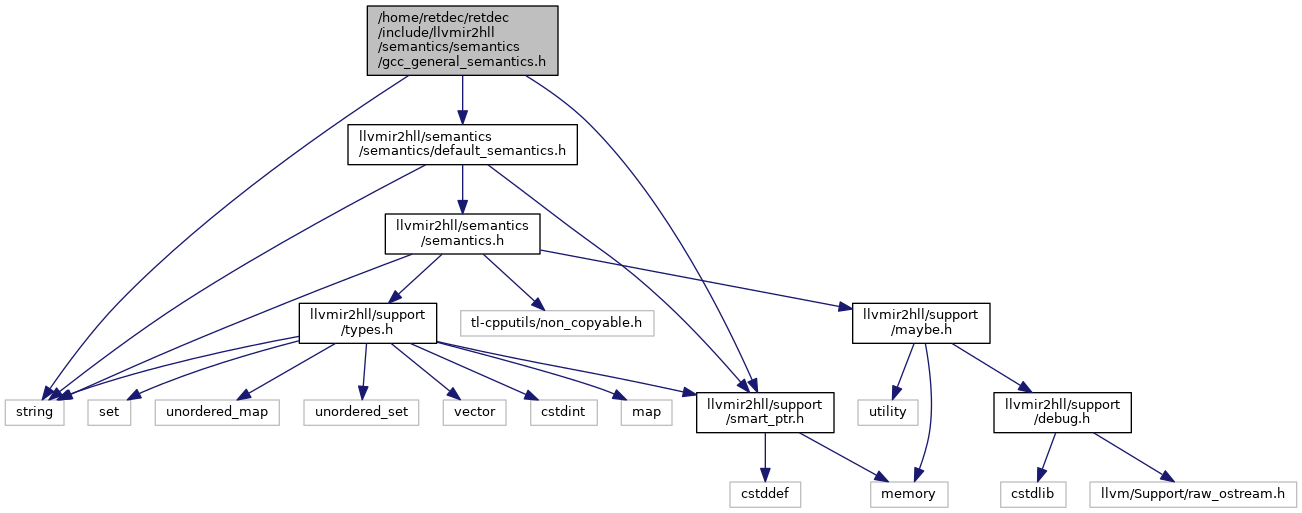 /home/retdec/retdec
/include/llvmir2hll
/semantics/semantics
/gcc_general_semantics.h
llvmir2hll/semantics
/semantics/default_semantics.h
llvmir2hll/semantics
/semantics.h
llvmir2hll/support
/types.h
tl-cpputils/non_copyable.h
llvmir2hll/support
/maybe.h
string
set
unordered_map
unordered_set
vector
cstdint
map
llvmir2hll/support
/smart_ptr.h
utility
llvmir2hll/support
/debug.h
cstddef
memory
cstdlib
llvm/Support/raw_ostream.h